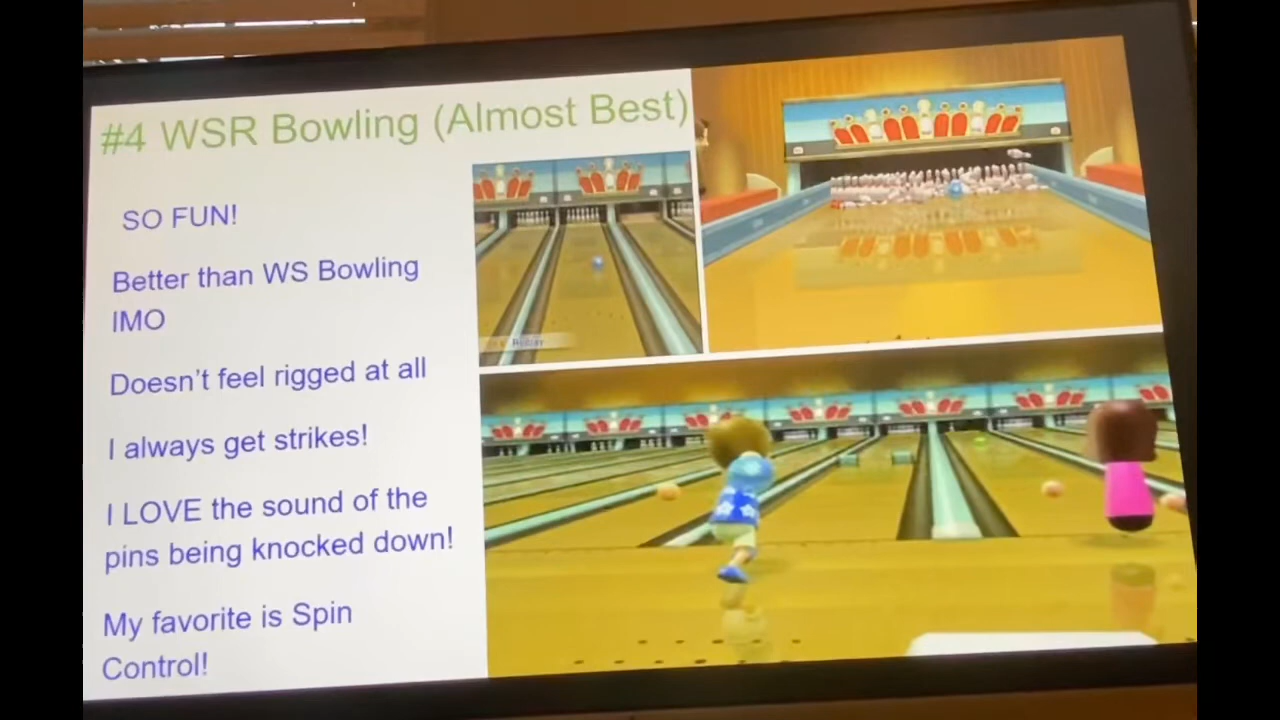 #4 WSR Bowling (Almost Best)
SO FUN!
Better than WS Bowling
IMO
Doesn't feel rigged at all
I always get strikes!
I LOVE the sound of the
pins being knocked down!
My favorite is Spin
Control!